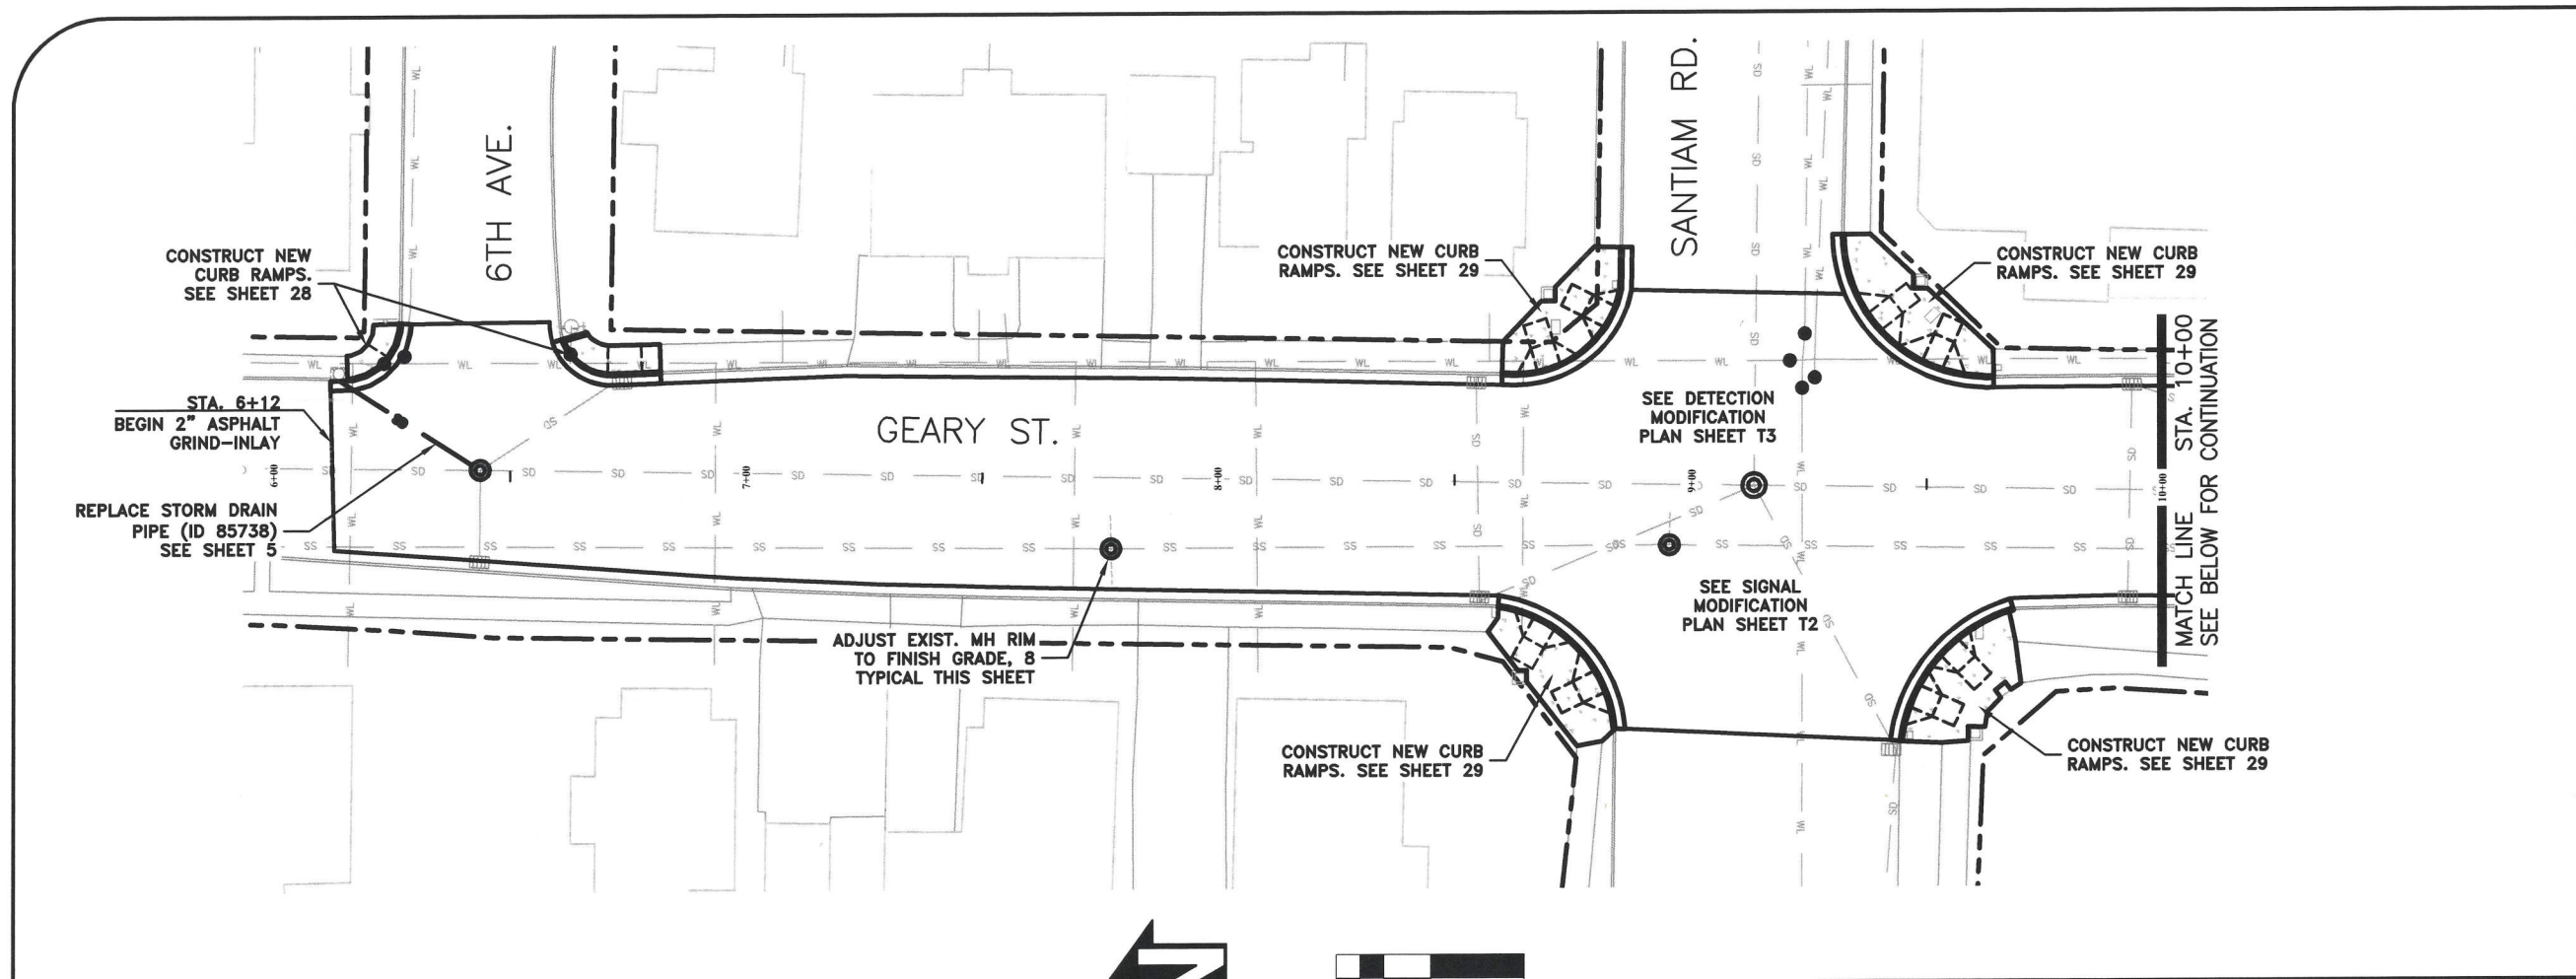 6TH AVE.
SANTIAM RD.
CONSTRUCT NEW
CURB RAMPS.
SEE SHEET 28
CONSTRUCT NEW CURB
RAMPS. SEE SHEET 29
CONSTRUCT NEW CURB
RAMPS. SEE SHEET 29
STA. 6+12
BEGIN 2" ASPHALT
GRIND-INLAY
GEARY ST.
SEE DETECTION
MODIFICATION
PLAN SHEET T3
MATCH LINE STA. 10+00
SEE BELOW FOR CONTINUATION
6+00
7+00
8+00
9+00
10+00
REPLACE STORM DRAIN
PIPE (ID 85738)
SEE SHEET 5
SEE SIGNAL
MODIFICATION
PLAN SHEET T2
ADJUST EXIST. MH RIM
TO FINISH GRADE, 8
TYPICAL THIS SHEET
CONSTRUCT NEW CURB
RAMPS. SEE SHEET 29
CONSTRUCT NEW CURB
RAMPS. SEE SHEET 29
WL
SD
SS
N